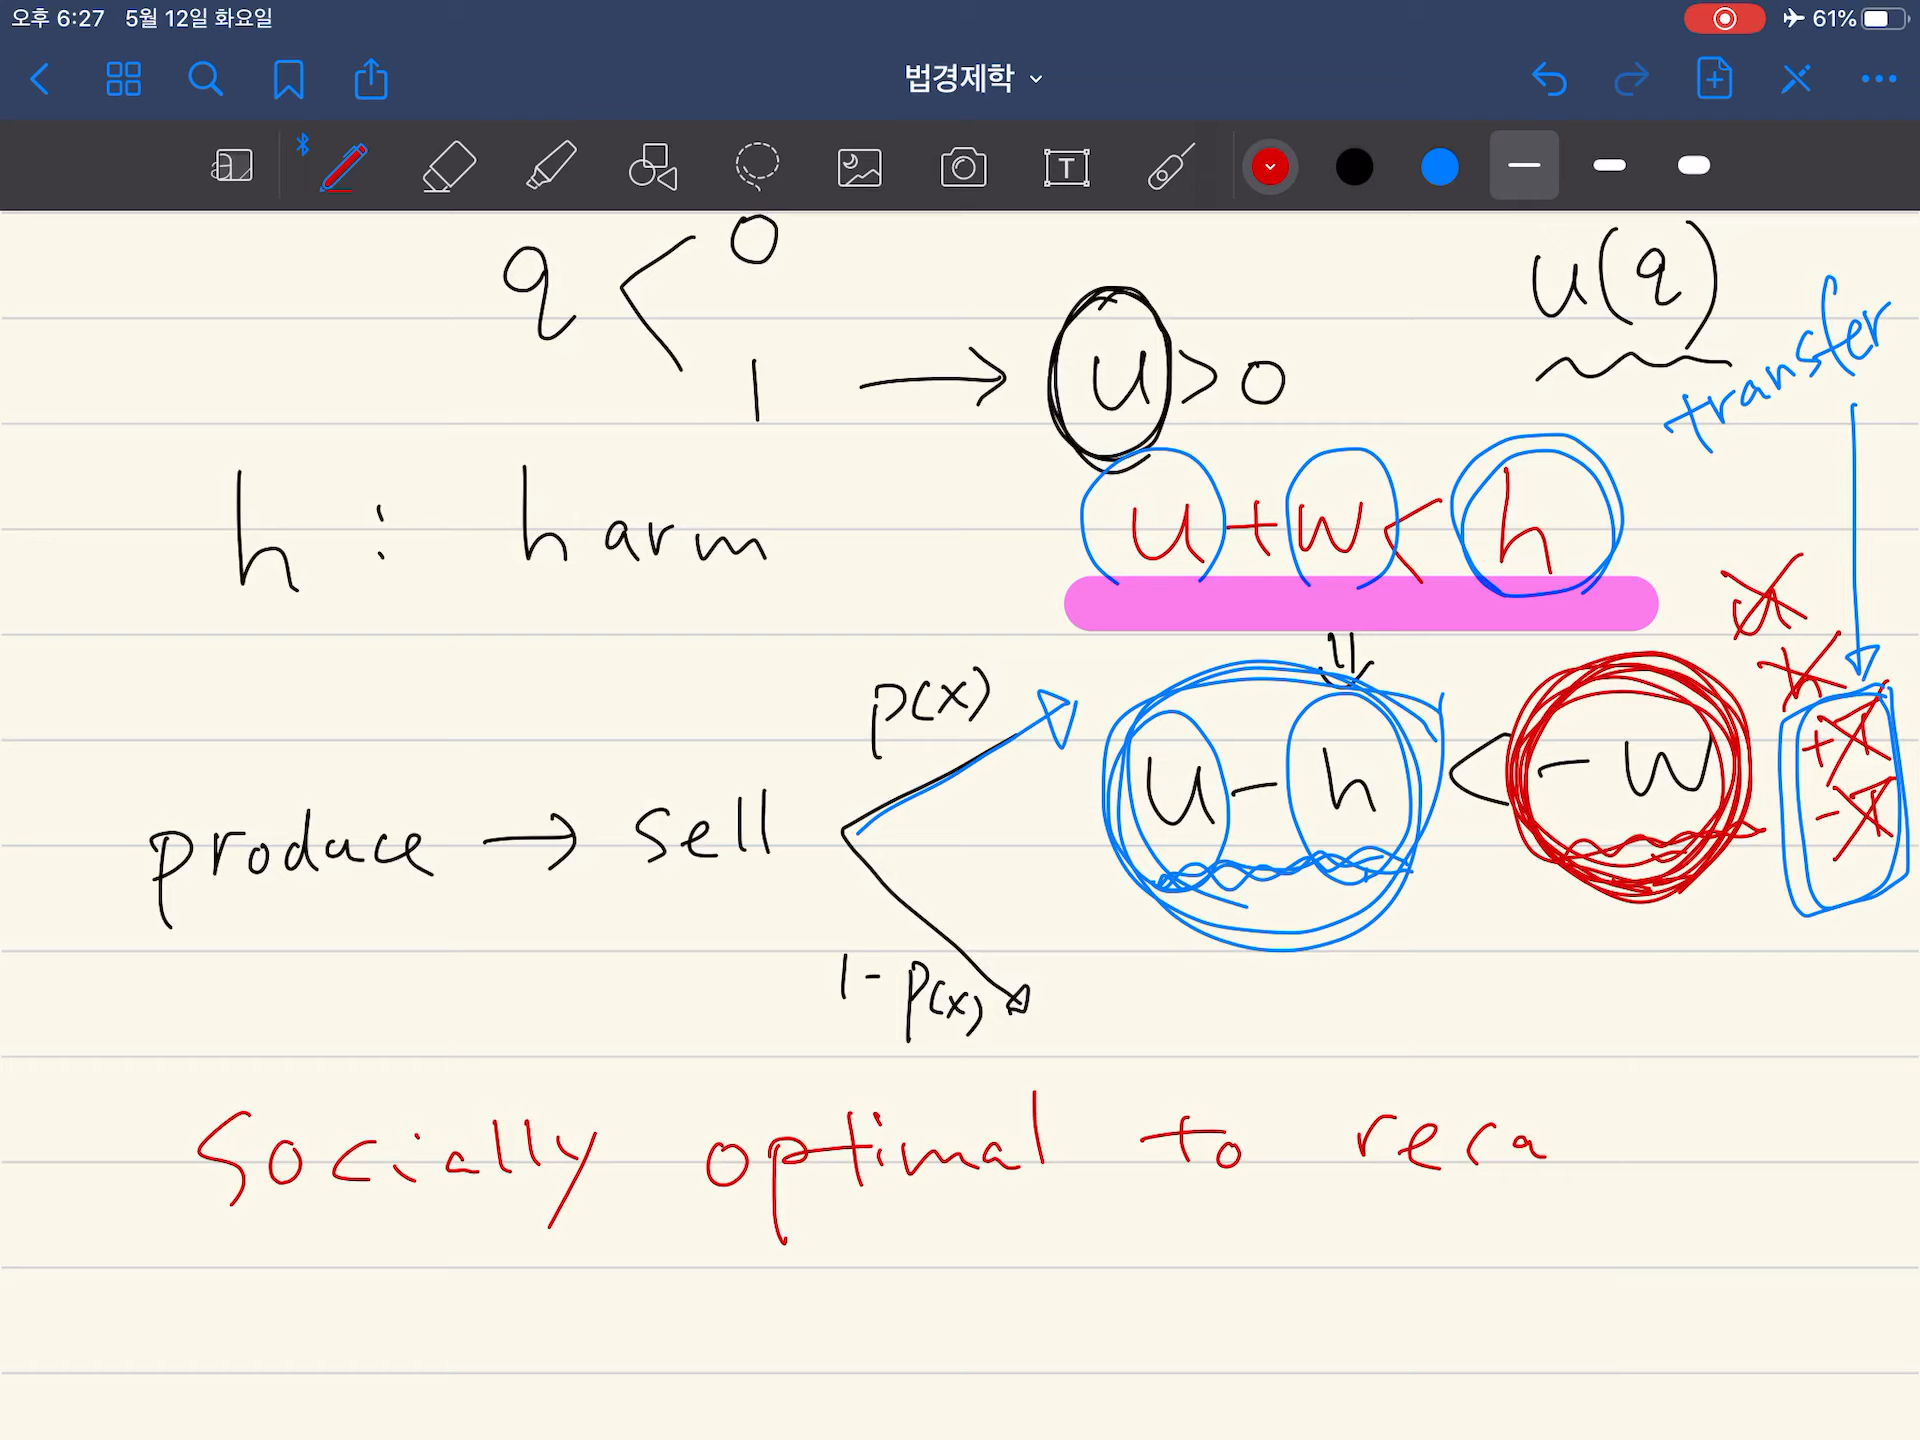 오후 6:27 5월 12일 화요일 61%
법경제학
q < 0
1 → u > 0
u(q)
transfer
h : harm
u + w < h
p(x)
u - h < - w
produce → sell
1 - p(x)
Socially optimal to reca